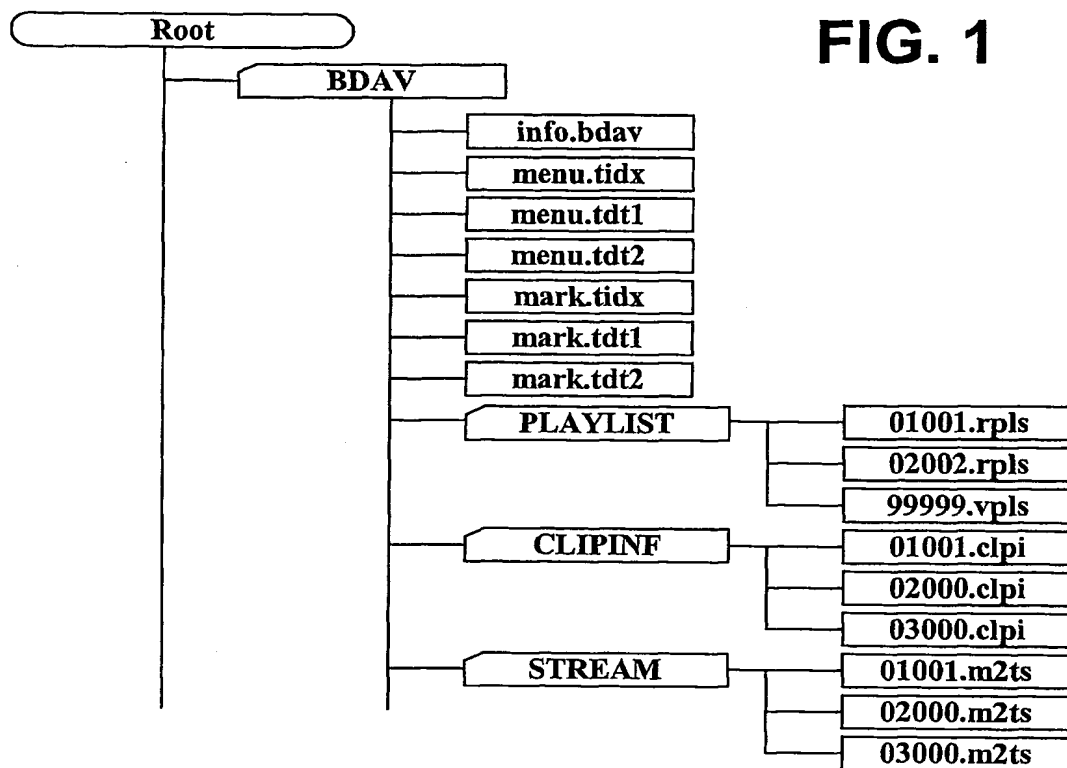 FIG. 1
Root
BDAV
info.bdav
menu.tidx
menu.tdt1
menu.tdt2
mark.tidx
mark.tdt1
mark.tdt2
PLAYLIST
01001.rpls
02002.rpls
99999.vpls
CLIPINF
01001.clpi
02000.clpi
03000.clpi
STREAM
01001.m2ts
02000.m2ts
03000.m2ts